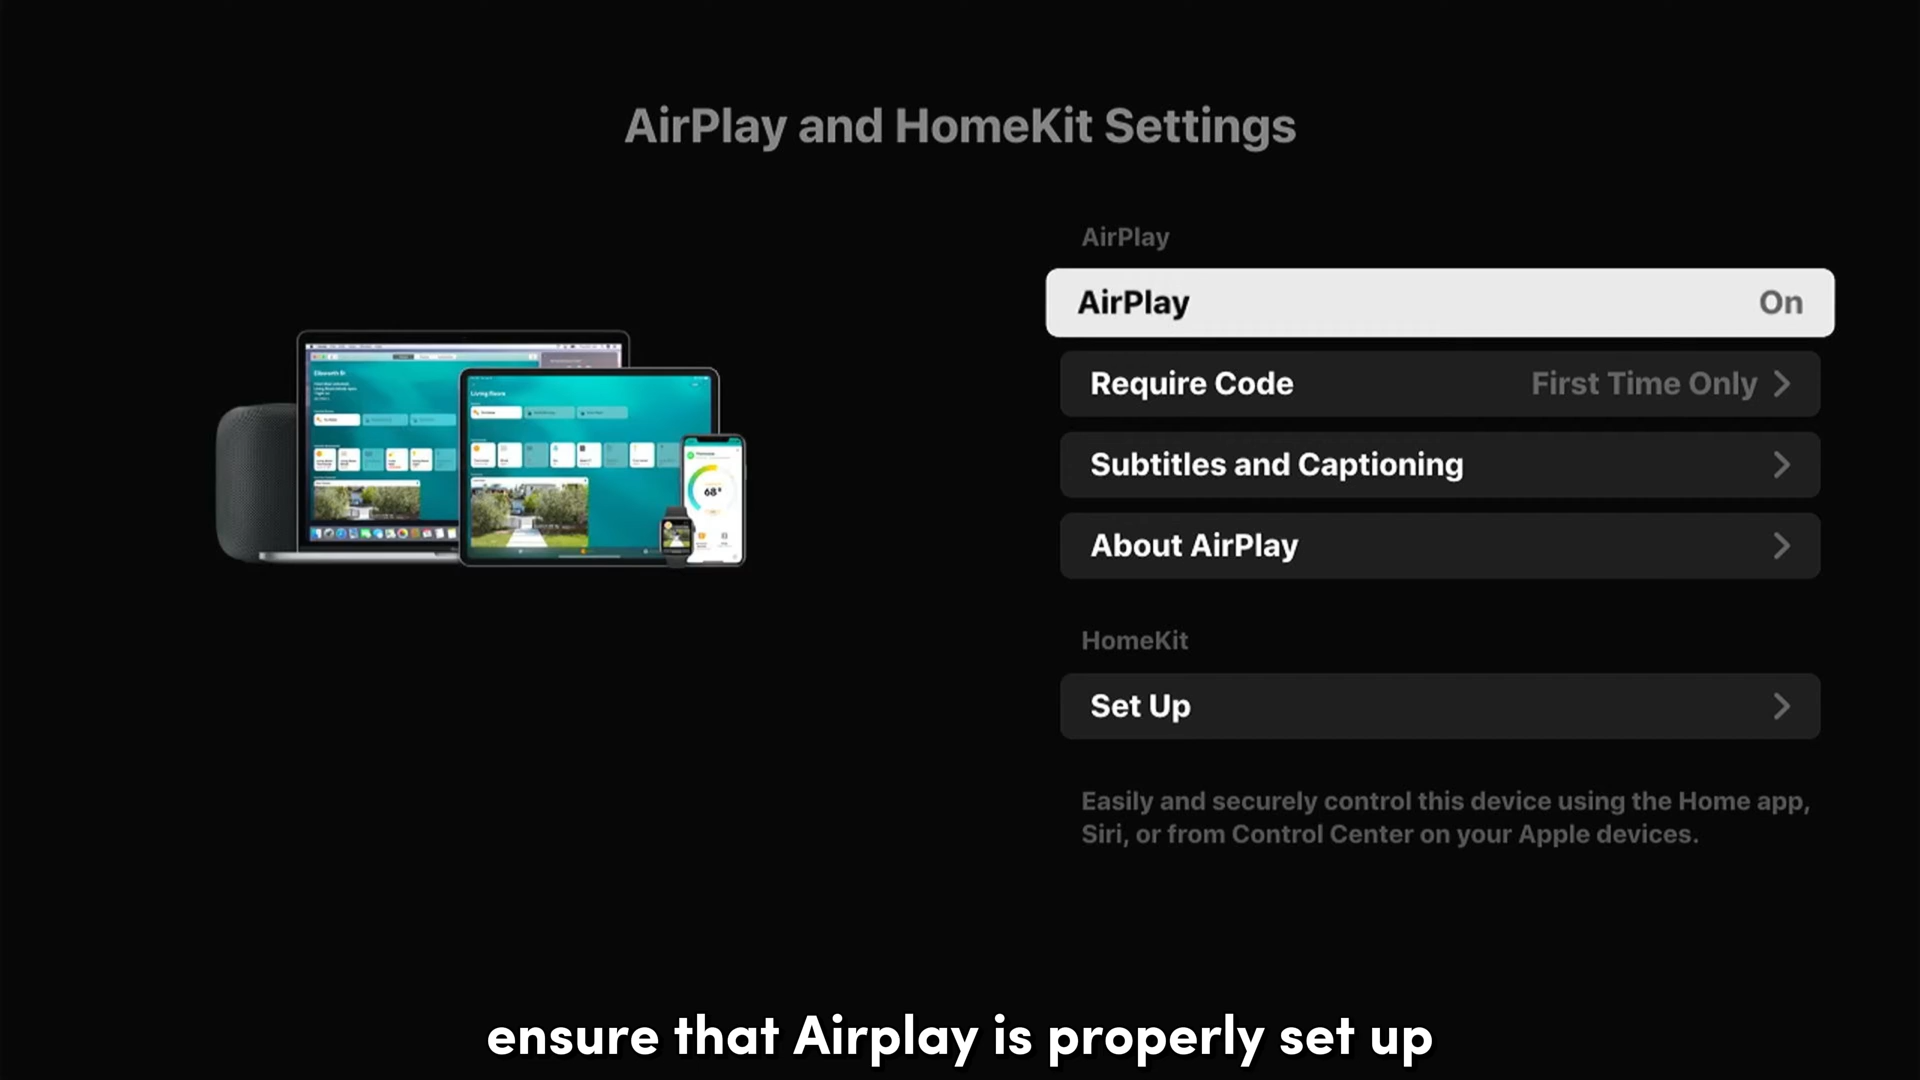 AirPlay and HomeKit Settings
AirPlay
AirPlay On
Require Code First Time Only
Subtitles and Captioning
About AirPlay
HomeKit
Set Up
Easily and securely control this device using the Home app,
Siri, or from Control Center on your Apple devices.
68°
ensure that Airplay is properly set up